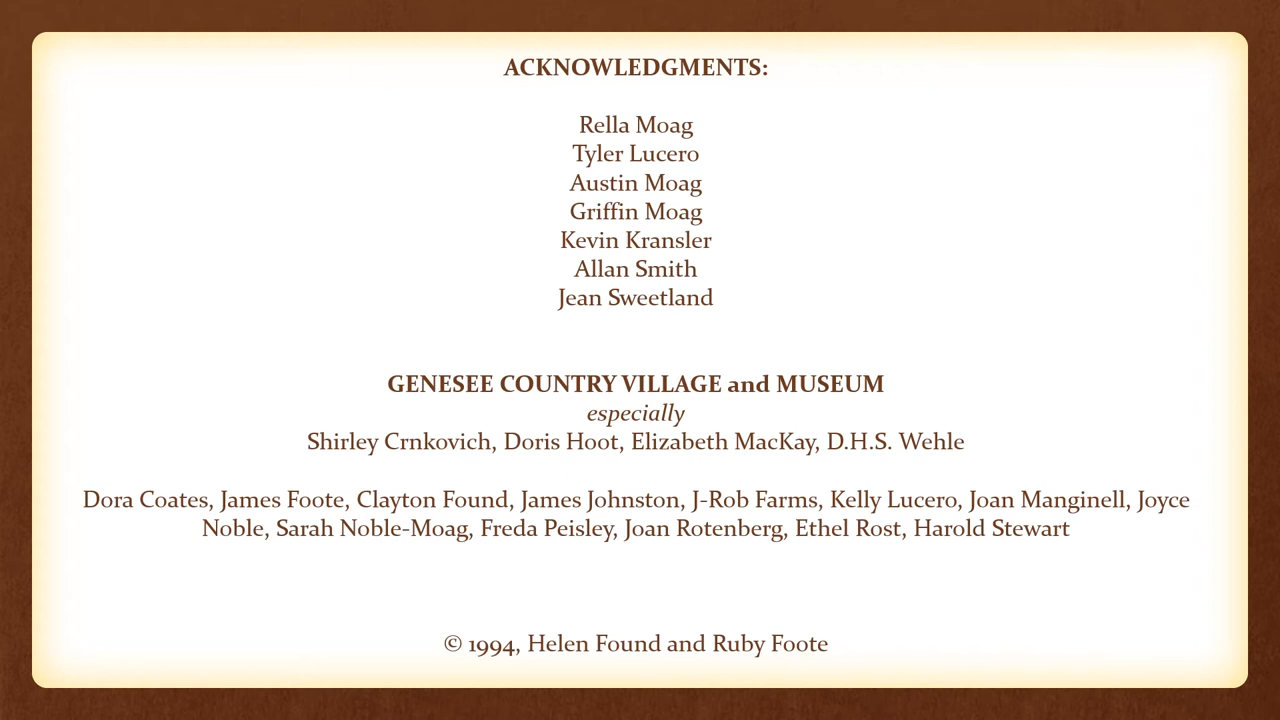 ACKNOWLEDGMENTS:
Rella Moag
Tyler Lucero
Austin Moag
Griffin Moag
Kevin Kransler
Allan Smith
Jean Sweetland
GENESEE COUNTRY VILLAGE and MUSEUM
especially
Shirley Crnkovich, Doris Hoot, Elizabeth MacKay, D.H.S. Wehle
Dora Coates, James Foote, Clayton Found, James Johnston, J-Rob Farms, Kelly Lucero, Joan Manginell, Joyce
Noble, Sarah Noble-Moag, Freda Peisley, Joan Rotenberg, Ethel Rost, Harold Stewart
© 1994, Helen Found and Ruby Foote